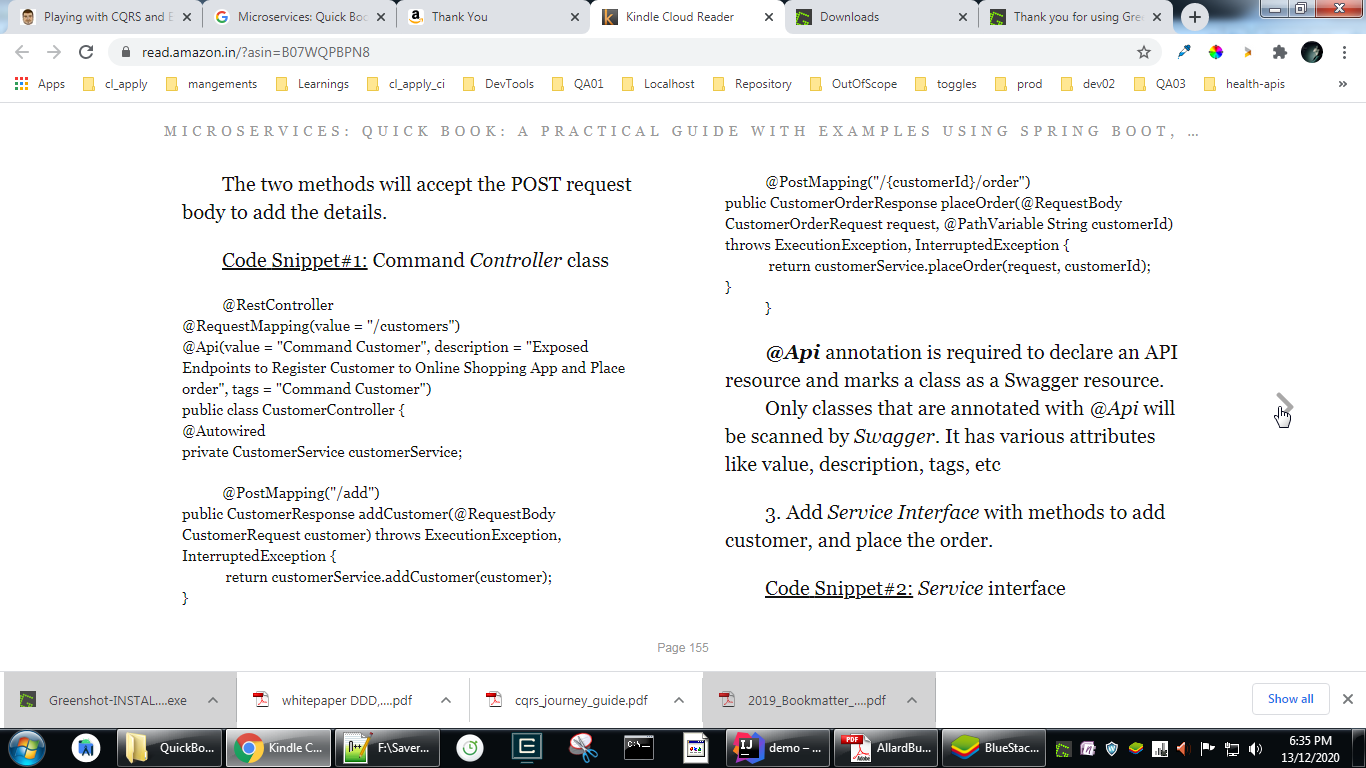 Playing with CQRS and E
Microservices: Quick Boo
Thank You
Kindle Cloud Reader
Downloads
Thank you for using Gre
read.amazon.in/?asin=B07WQPBPN8
Apps
cl_apply
mangements
Learnings
cl_apply_ci
DevTools
QA01
Localhost
Repository
OutOfScope
toggles
prod
dev02
QA03
health-apis
»
MICROSERVICES: QUICK BOOK: A PRACTICAL GUIDE WITH EXAMPLES USING SPRING BOOT, …
The two methods will accept the POST request
body to add the details.
Code Snippet#1: Command Controller class
@RestController
@RequestMapping(value = "/customers")
@Api(value = "Command Customer", description = "Exposed
Endpoints to Register Customer to Online Shopping App and Place
order", tags = "Command Customer")
public class CustomerController {
@Autowired
private CustomerService customerService;
@PostMapping("/add")
public CustomerResponse addCustomer(@RequestBody
CustomerRequest customer) throws ExecutionException,
InterruptedException {
return customerService.addCustomer(customer);
}
@PostMapping("/{customerId}/order")
public CustomerOrderResponse placeOrder(@RequestBody
CustomerOrderRequest request, @PathVariable String customerId)
throws ExecutionException, InterruptedException {
return customerService.placeOrder(request, customerId);
}
}
@Api annotation is required to declare an API
resource and marks a class as a Swagger resource.
Only classes that are annotated with @Api will
be scanned by Swagger. It has various attributes
like value, description, tags, etc
3. Add Service Interface with methods to add
customer, and place the order.
Code Snippet#2: Service interface
Page 155
Greenshot-INSTAL....exe
whitepaper DDD,....pdf
cqrs_journey_guide.pdf
2019_Bookmatter_....pdf
Show all
QuickBo...
Kindle C...
F:\Saver...
demo – ...
AllardBu...
BlueStac...
6:35 PM
13/12/2020